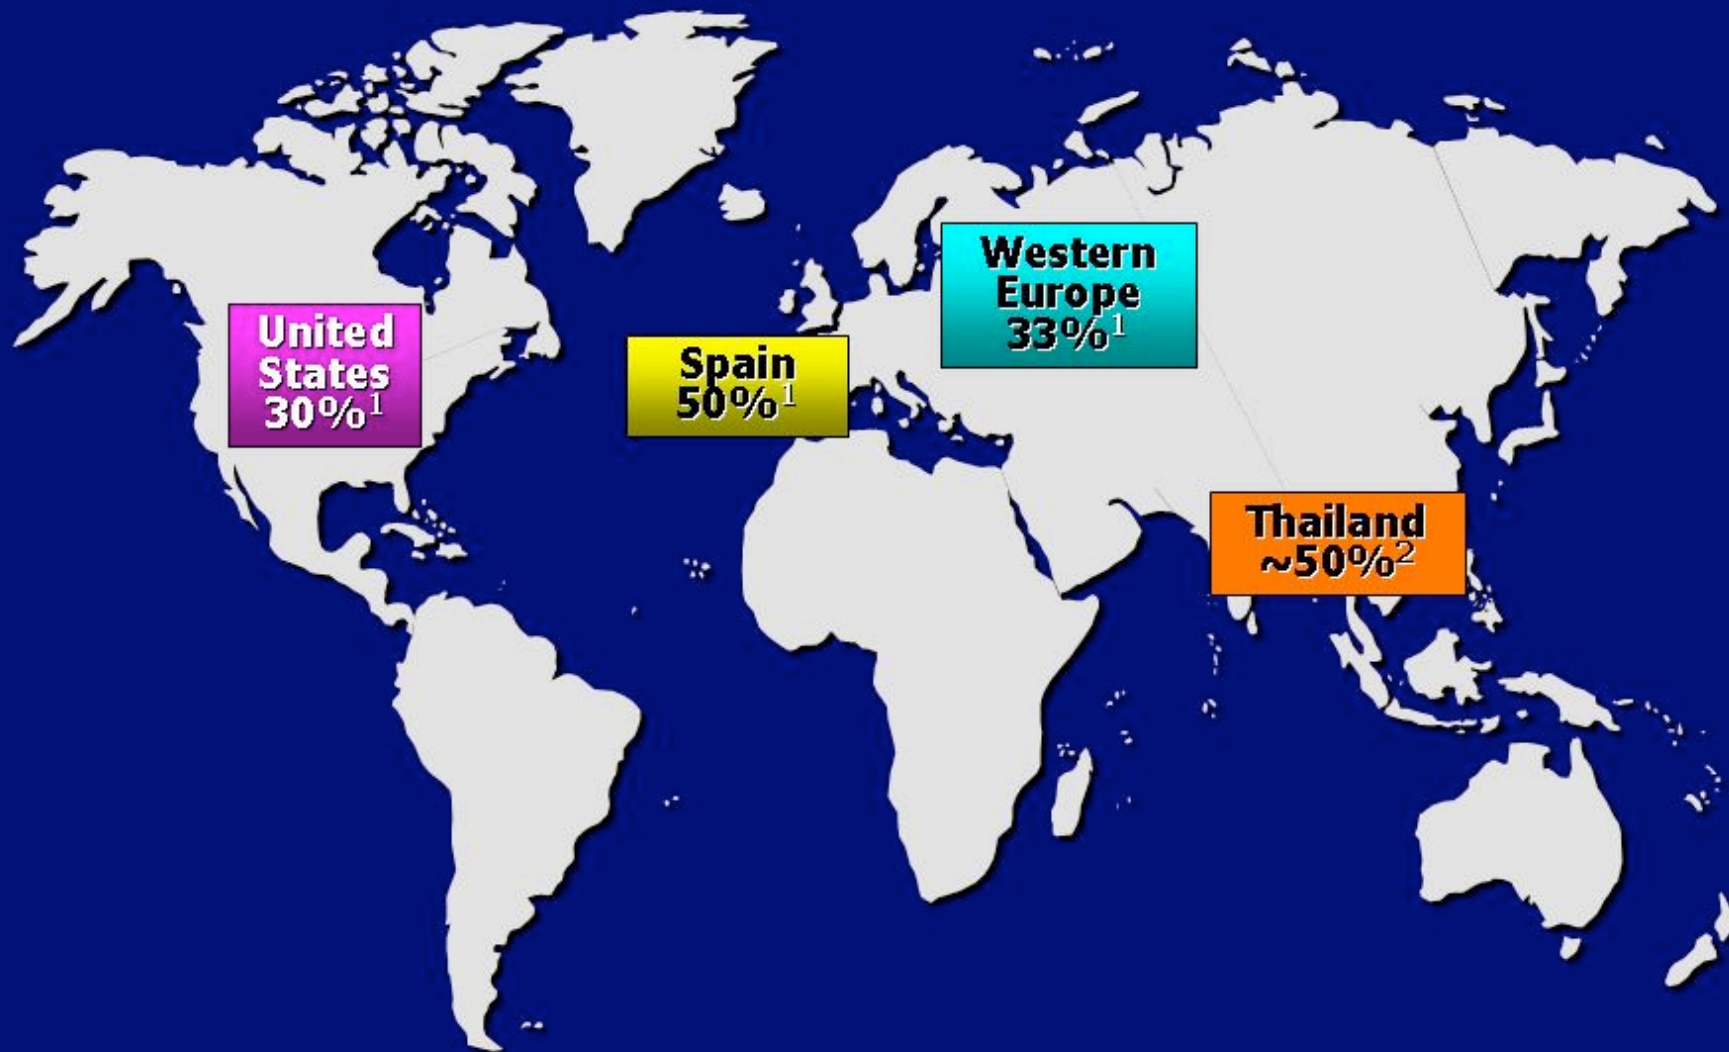 Western
Europe
33%¹
United
States
30%¹
Spain
50%¹
Thailand
~50%²